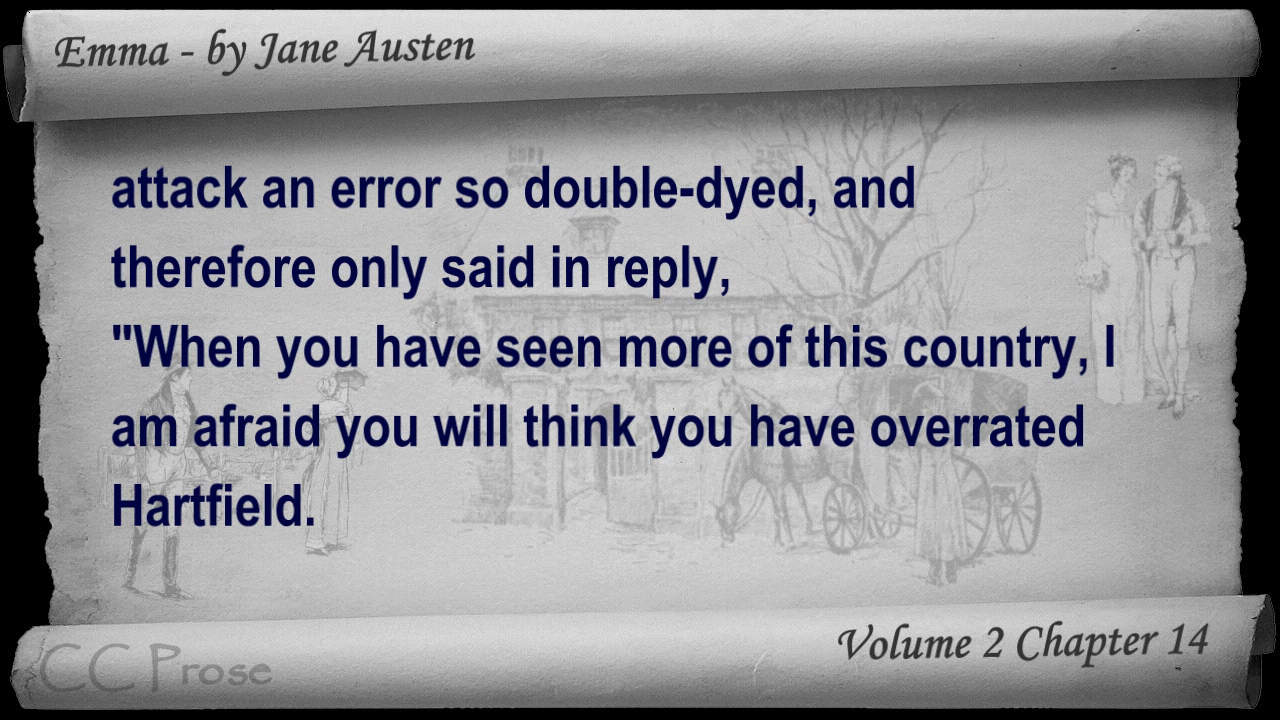 Emma - by Jane Austen
attack an error so double-dyed, and
therefore only said in reply,
"When you have seen more of this country, I
am afraid you will think you have overrated
Hartfield.
Volume 2 Chapter 14
CC Prose